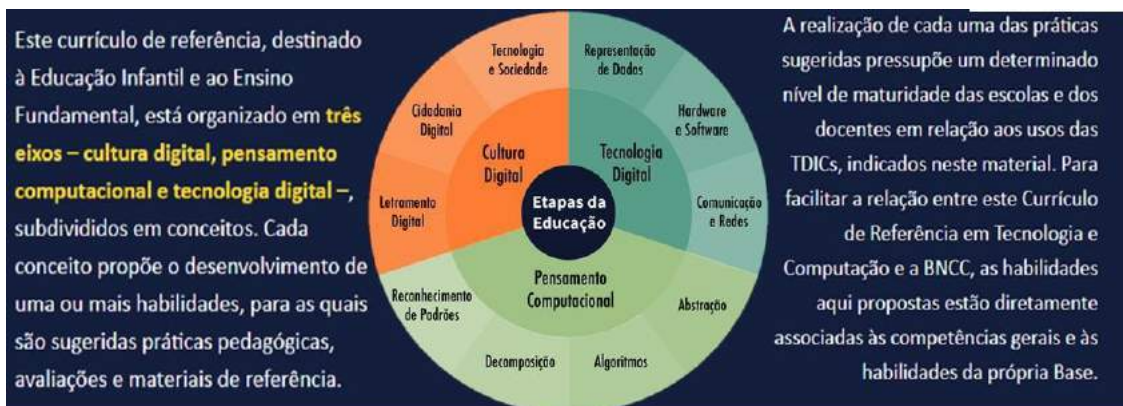 Este currículo de referência, destinado
à Educação Infantil e ao Ensino
Fundamental, está organizado em três
eixos – cultura digital, pensamento
computacional e tecnologia digital –,
subdivididos em conceitos. Cada
conceito propõe o desenvolvimento de
uma ou mais habilidades, para as quais
são sugeridas práticas pedagógicas,
avaliações e materiais de referência.
Tecnologia
e Sociedade
Representação
de Dados
Cidadania
Digital
Hardware
e Software
Cultura
Digital
Tecnologia
Digital
Letramento
Digital
Etapas da
Educação
Comunicação
e Redes
Pensamento
Computacional
Reconhecimento
de Padrões
Abstração
Decomposição
Algoritmos
A realização de cada uma das práticas
sugeridas pressupõe um determinado
nível de maturidade das escolas e dos
docentes em relação aos usos das
TDICs, indicados neste material. Para
facilitar a relação entre este Currículo
de Referência em Tecnologia e
Computação e a BNCC, as habilidades
aqui propostas estão diretamente
associadas às competências gerais e às
habilidades da própria Base.